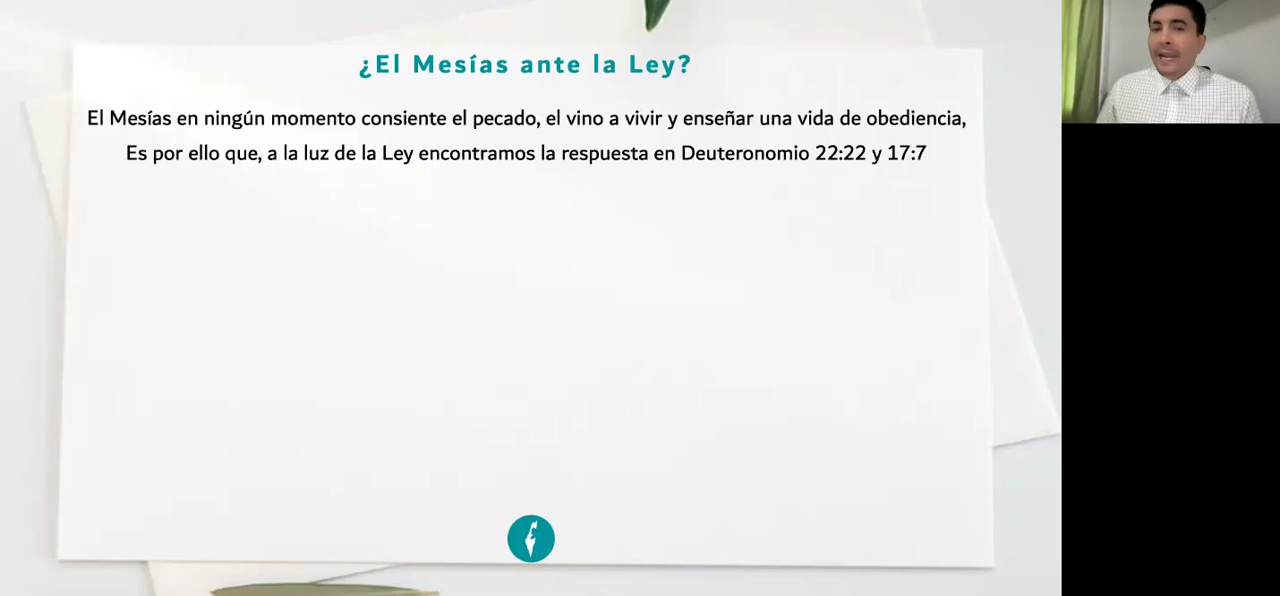 ¿El Mesías ante la Ley?
El Mesías en ningún momento consiente el pecado, el vino a vivir y enseñar una vida de obediencia,
Es por ello que, a la luz de la Ley encontramos la respuesta en Deuteronomio 22:22 y 17:7